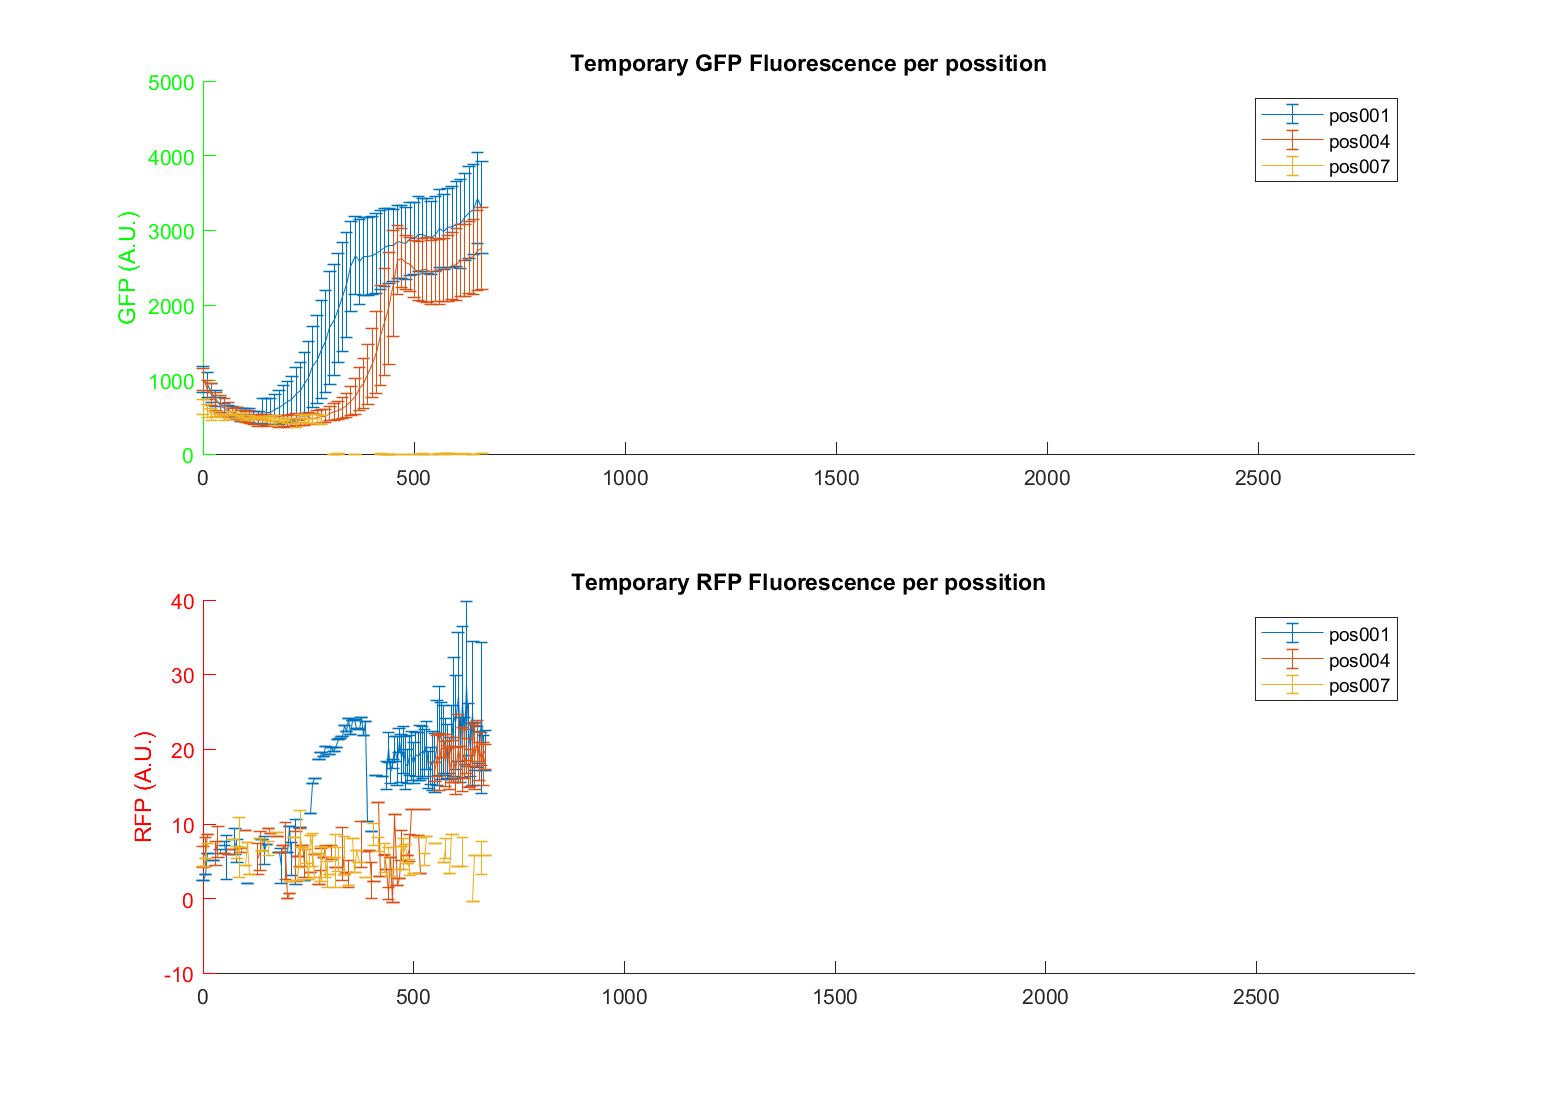 Temporary GFP Fluorescence per possition
5000
4000
3000
2000
1000
0
GFP (A.U.)
0 500 1000 1500 2000 2500
pos001
pos004
pos007
Temporary RFP Fluorescence per possition
40
30
20
10
0
-10
RFP (A.U.)
0 500 1000 1500 2000 2500
pos001
pos004
pos007